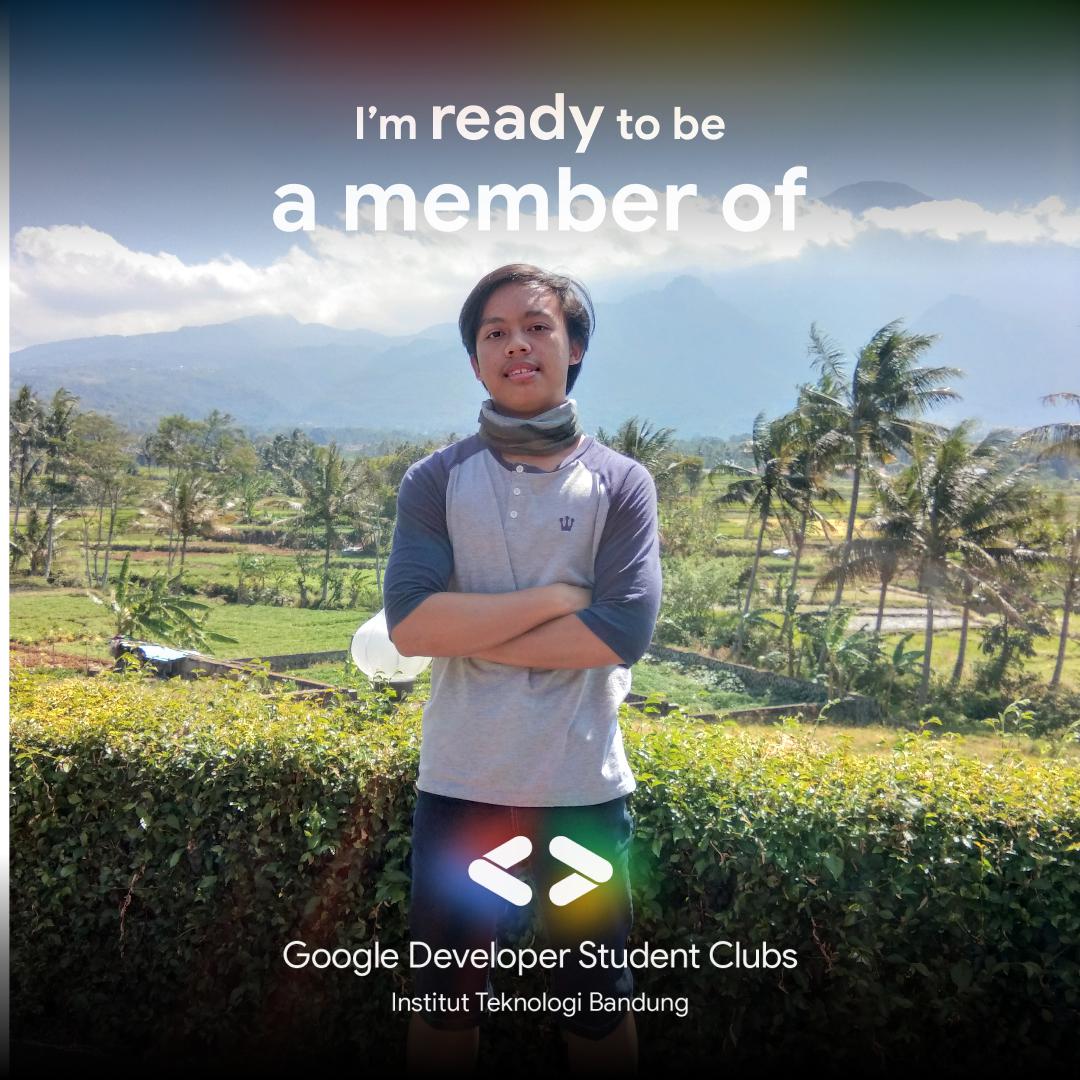 I’m ready to be
a member of
Google Developer Student Clubs
Institut Teknologi Bandung